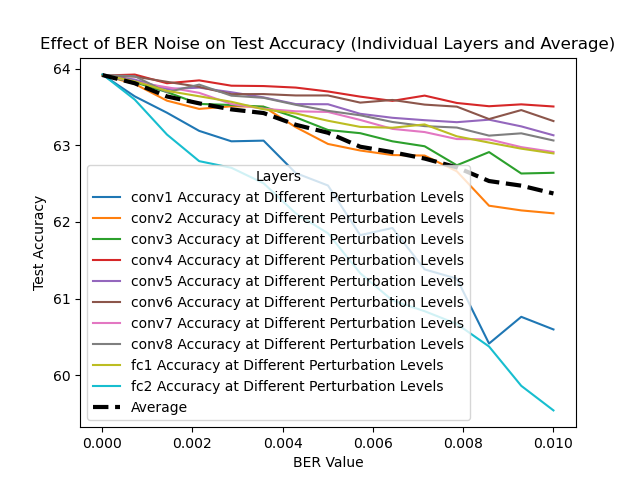 Effect of BER Noise on Test Accuracy (Individual Layers and Average)
64
63
62
61
60
Test Accuracy
Layers
conv1 Accuracy at Different Perturbation Levels
conv2 Accuracy at Different Perturbation Levels
conv3 Accuracy at Different Perturbation Levels
conv4 Accuracy at Different Perturbation Levels
conv5 Accuracy at Different Perturbation Levels
conv6 Accuracy at Different Perturbation Levels
conv7 Accuracy at Different Perturbation Levels
conv8 Accuracy at Different Perturbation Levels
fc1 Accuracy at Different Perturbation Levels
fc2 Accuracy at Different Perturbation Levels
Average
0.000 0.002 0.004 0.006 0.008 0.010
BER Value